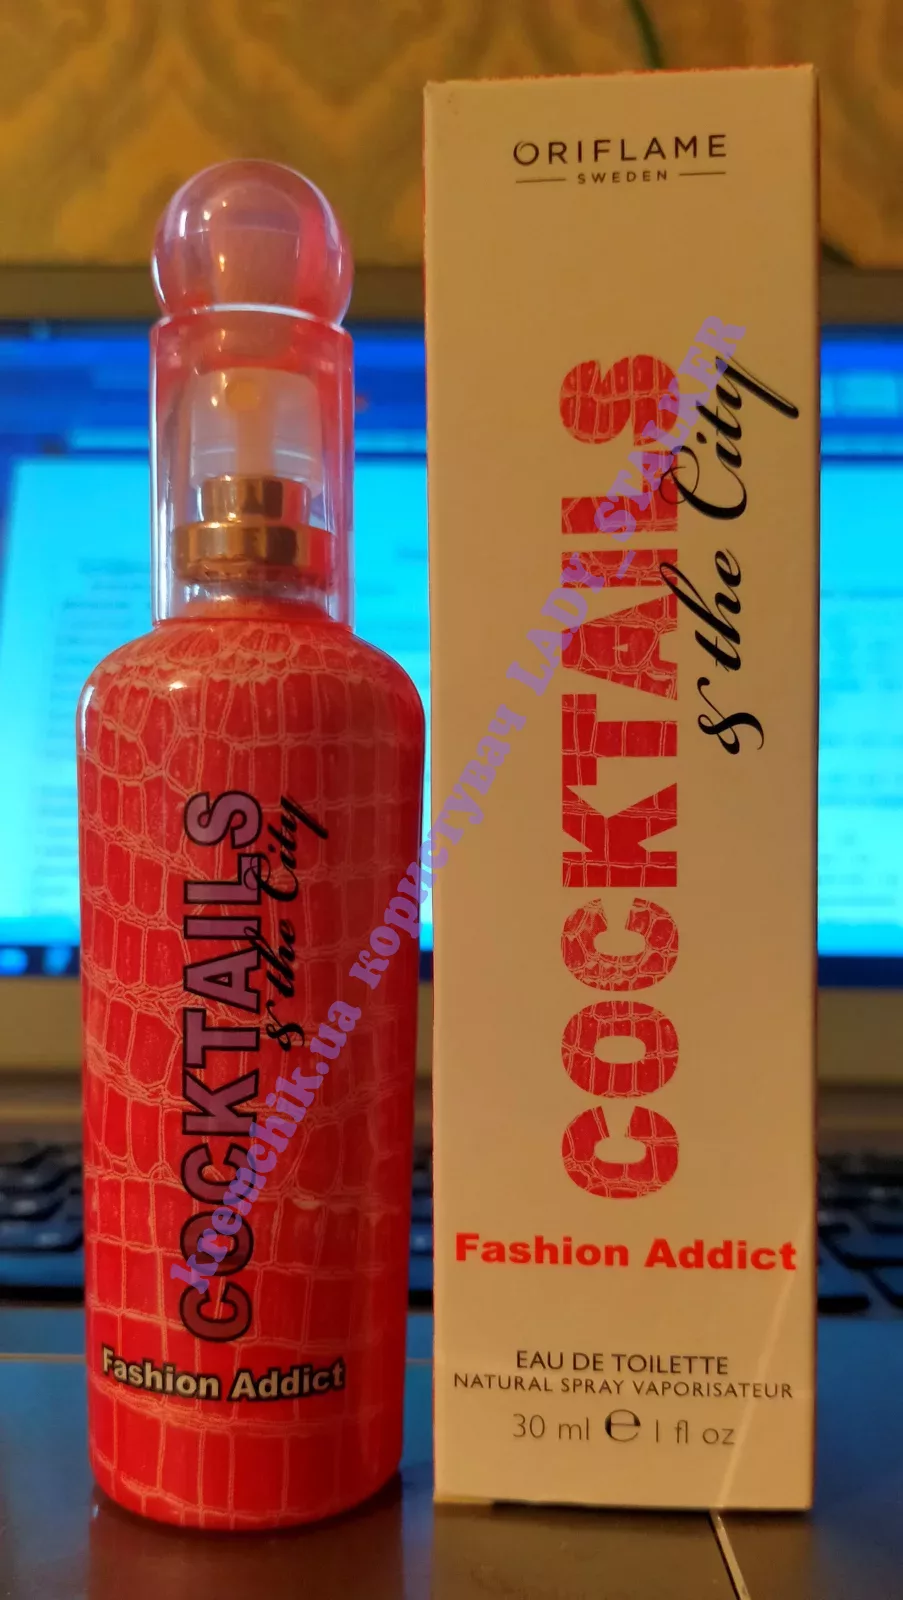 ORIFLAME
SWEDEN
COCKTAILS
& the City
Fashion Addict
EAU DE TOILETTE
NATURAL SPRAY VAPORISATEUR
30 ml e 1 fl oz
COCKTAILS
& the City
Fashion Addict
kremchik.ua користувач LADY_STALKER